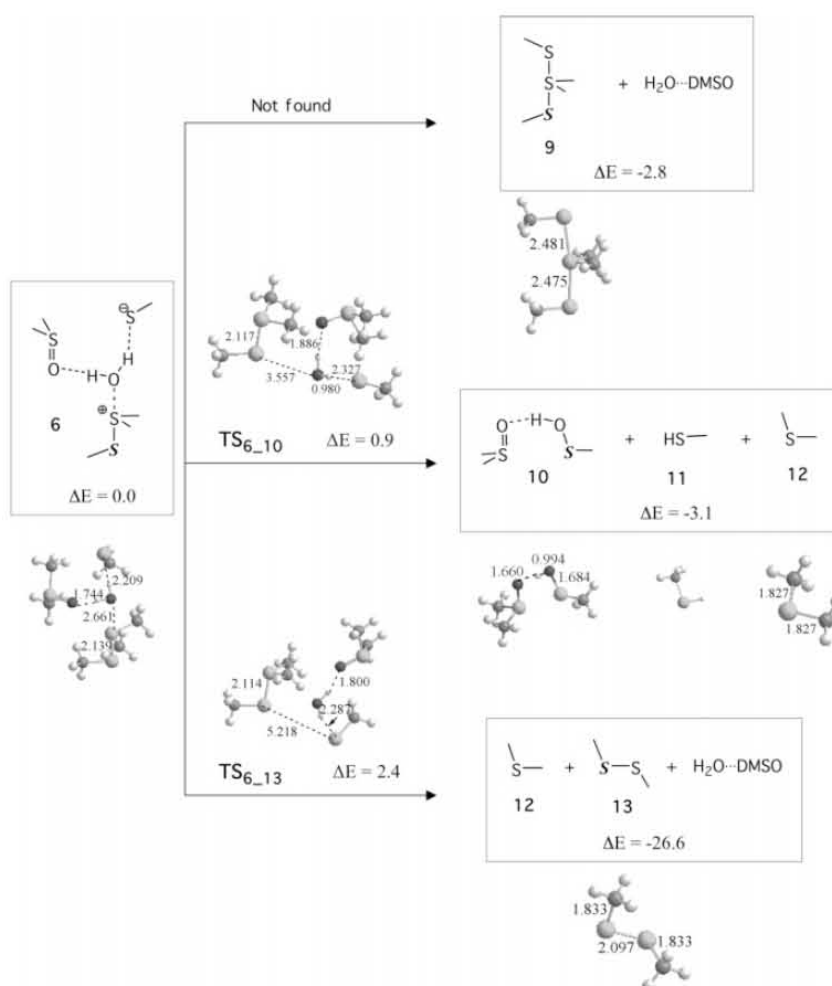 S
S
S
+ H₂O···DMSO
9
ΔE = -2.8
Not found
2.481
2.475
⊖
S
S
O
H
H
O
⊕
S
S
6
ΔE = 0.0
2.117
1.886
3.557
2.327
0.980
TS6_10 ΔE = 0.9
O H O
S S
+ HS + S
10 11 12
ΔE = -3.1
2.209
1.744
2.661
2.139
1.660
0.994
1.684
1.827
1.827
2.114
1.800
2.287
5.218
TS6_13 ΔE = 2.4
S + S S + H₂O···DMSO
12 13
ΔE = -26.6
1.833
2.097
1.833